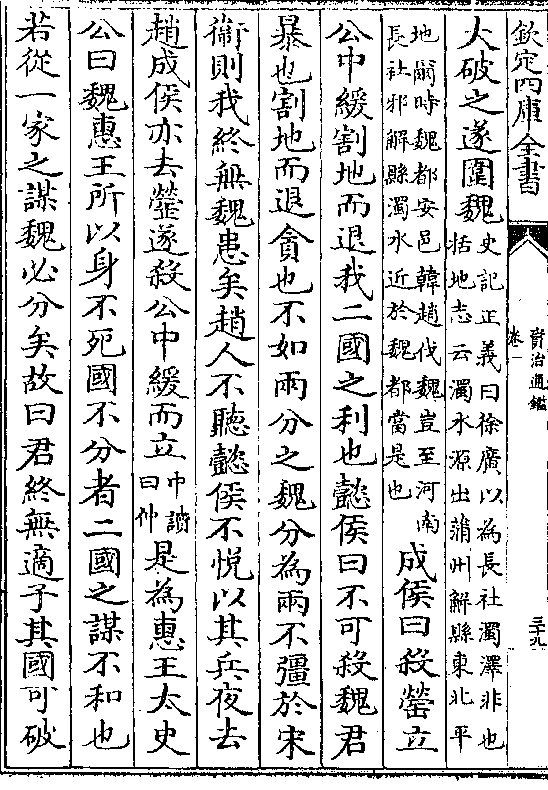 欽定四庫全書
資治通鑑
卷一
三十九
大破之遂圍魏史記正義曰徐廣以為長社濁澤非也
括地志云濁水源出蒲州解縣東北平
地爾時魏都安邑韓趙伐魏豈至河南
長社邪解縣濁水近於魏都當是也成侯曰殺罃立
公中緩割地而退我二國之利也懿侯曰不可殺魏君
暴也割地而退貪也不如兩分之魏分為兩不彊於宋
衞則我終無魏患矣趙人不聽懿侯不悅以其兵夜去
趙成侯亦去罃遂殺公中緩而立中讀
曰仲是為惠王太史
公曰魏惠王所以身不死國不分者二國之謀不和也
若從一家之謀魏必分矣故曰君終無適子其國可破